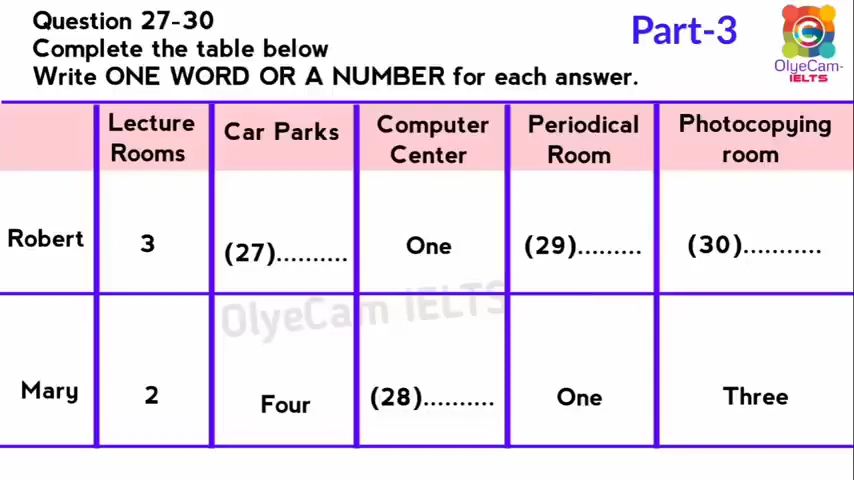 Question 27-30
Complete the table below
Write ONE WORD OR A NUMBER for each answer.
Part-3
OlyeCam-
IELTS
Lecture Rooms
Car Parks
Computer Center
Periodical Room
Photocopying room
Robert
3
(27)..........
One
(29).........
(30)...........
OlyeCam IELTS
Mary
2
Four
(28)..........
One
Three